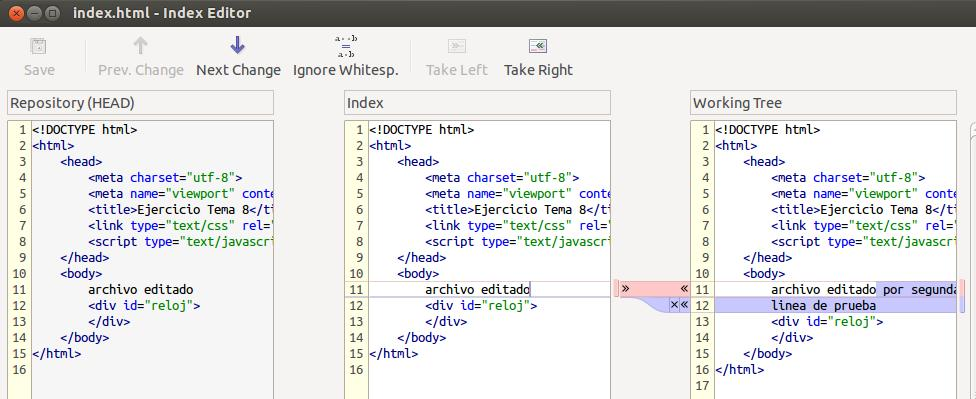 index.html - Index Editor
Save Prev. Change Next Change Ignore Whitesp. Take Left Take Right
Repository (HEAD)
1 <!DOCTYPE html>
2 <html>
3 <head>
4 <meta charset="utf-8">
5 <meta name="viewport" conte
6 <title>Ejercicio Tema 8</ti
7 <link type="text/css" rel="
8 <script type="text/javascri
9 </head>
10 <body>
11 archivo editado
12 <div id="reloj">
13 </div>
14 </body>
15 </html>
16
Index
1 <!DOCTYPE html>
2 <html>
3 <head>
4 <meta charset="utf-8">
5 <meta name="viewport" conte
6 <title>Ejercicio Tema 8</ti
7 <link type="text/css" rel="
8 <script type="text/javascri
9 </head>
10 <body>
11 archivo editado
12 <div id="reloj">
13 </div>
14 </body>
15 </html>
16
Working Tree
1 <!DOCTYPE html>
2 <html>
3 <head>
4 <meta charset="utf-8">
5 <meta name="viewport" conte
6 <title>Ejercicio Tema 8</ti
7 <link type="text/css" rel="
8 <script type="text/javascri
9 </head>
10 <body>
11 archivo editado por segunda
12 linea de prueba
13 <div id="reloj">
14 </div>
15 </body>
16 </html>
17